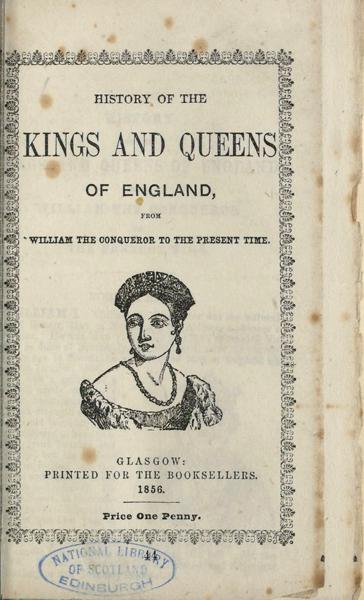 HISTORY OF THE
KINGS AND QUEENS
OF ENGLAND,
FROM
WILLIAM THE CONQUEROR TO THE PRESENT TIME.
GLASGOW:
PRINTED FOR THE BOOKSELLERS.
1856.
Price One Penny.
44
NATIONAL LIBRARY
OF SCOTLAND
EDINBURGH